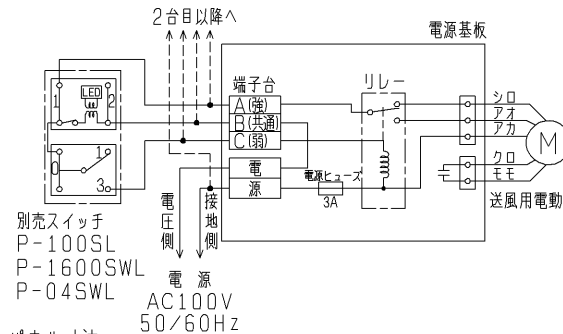 2台目以降へ
電源基板
端子台
リレー
LED
1
2
A(強)
B(共通)
C(弱)
電
源
電源ヒューズ
3A
シロ
アオ
アカ
クロ
モモ
M
送風用電動
0
1
3
別売スイッチ
P-100SL
P-1600SWL
P-04SWL
電圧側
接地側
電 源
AC100V
50/60Hz